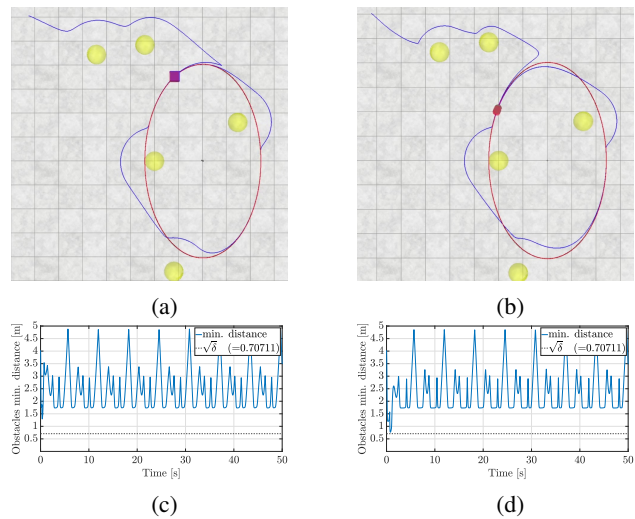 (a)
(b)
Obstacles min. distance [m]
5
4.5
4
3.5
3
2.5
2
1.5
1
0.5
min. distance
√δ (=0.70711)
0 10 20 30 40 50
Time [s]
(c)
Obstacles min. distance [m]
5
4.5
4
3.5
3
2.5
2
1.5
1
0.5
min. distance
√δ (=0.70711)
0 10 20 30 40 50
Time [s]
(d)